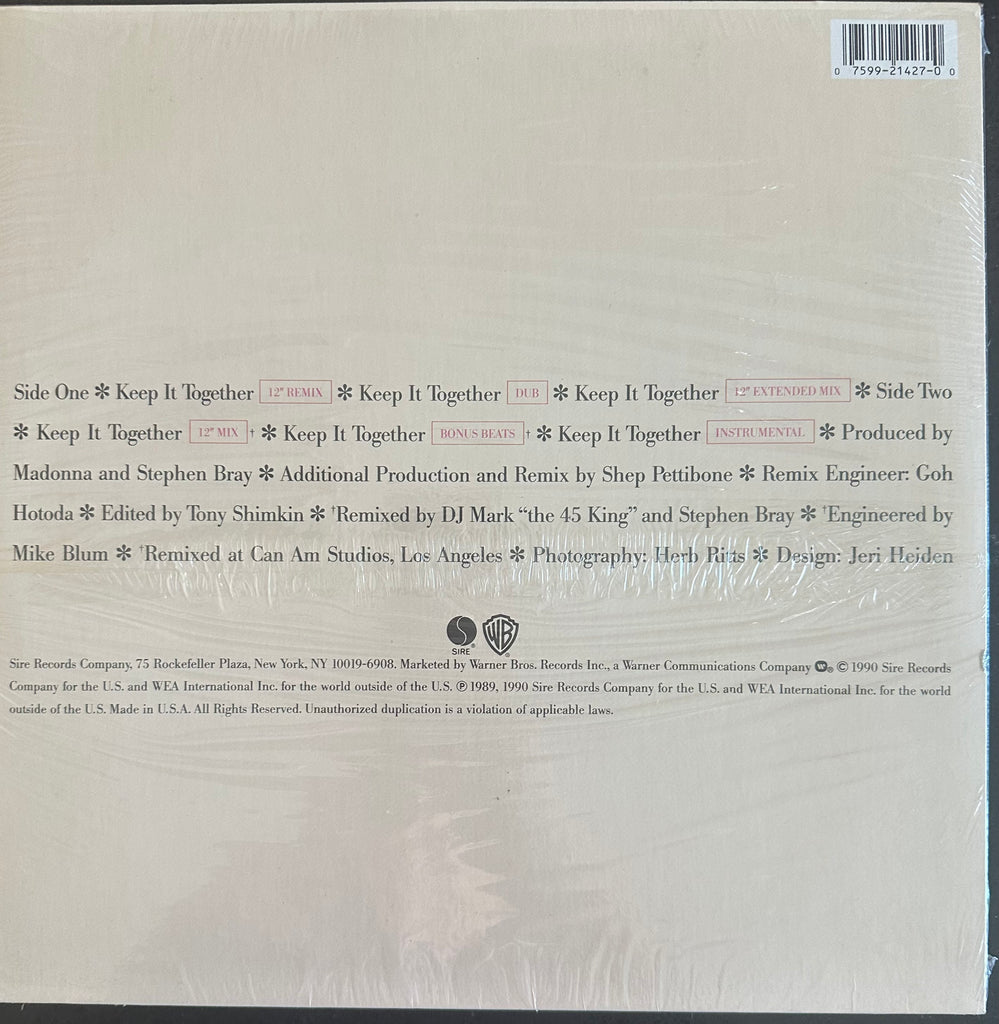 0 7599-21427-0 0
Side One ✻ Keep It Together 12" REMIX ✻ Keep It Together DUB ✻ Keep It Together 12" EXTENDED MIX ✻ Side Two
✻ Keep It Together 12" MIX † ✻ Keep It Together BONUS BEATS † ✻ Keep It Together INSTRUMENTAL ✻ Produced by
Madonna and Stephen Bray ✻ Additional Production and Remix by Shep Pettibone ✻ Remix Engineer: Goh
Hotoda ✻ Edited by Tony Shimkin ✻ †Remixed by DJ Mark “the 45 King” and Stephen Bray ✻ †Engineered by
Mike Blum ✻ †Remixed at Can Am Studios, Los Angeles ✻ Photography: Herb Ritts ✻ Design: Jeri Heiden
SIRE ® WB ®
Sire Records Company, 75 Rockefeller Plaza, New York, NY 10019-6908. Marketed by Warner Bros. Records Inc., a Warner Communications Company W® © 1990 Sire Records
Company for the U.S. and WEA International Inc. for the world outside of the U.S. ℗ 1989, 1990 Sire Records Company for the U.S. and WEA International Inc. for the world
outside of the U.S. Made in U.S.A. All Rights Reserved. Unauthorized duplication is a violation of applicable laws.